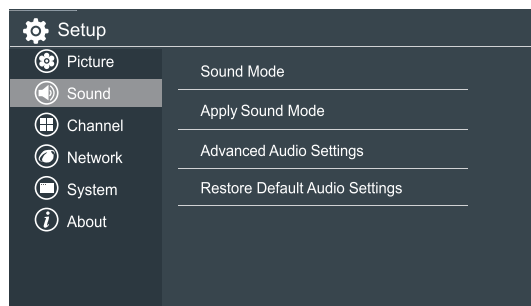 Setup
Picture
Sound
Channel
Network
System
About
Sound Mode
Apply Sound Mode
Advanced Audio Settings
Restore Default Audio Settings